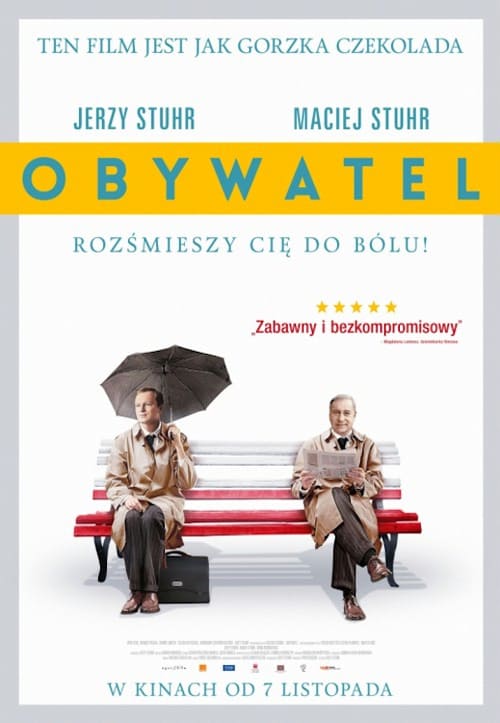 TEN FILM JEST JAK GORZKA CZEKOLADA
JERZY STUHR MACIEJ STUHR
OBYWATEL
ROZŚMIESZY CIĘ DO BÓLU!
„Zabawny i bezkompromisowy”
W KINACH OD 7 LISTOPADA